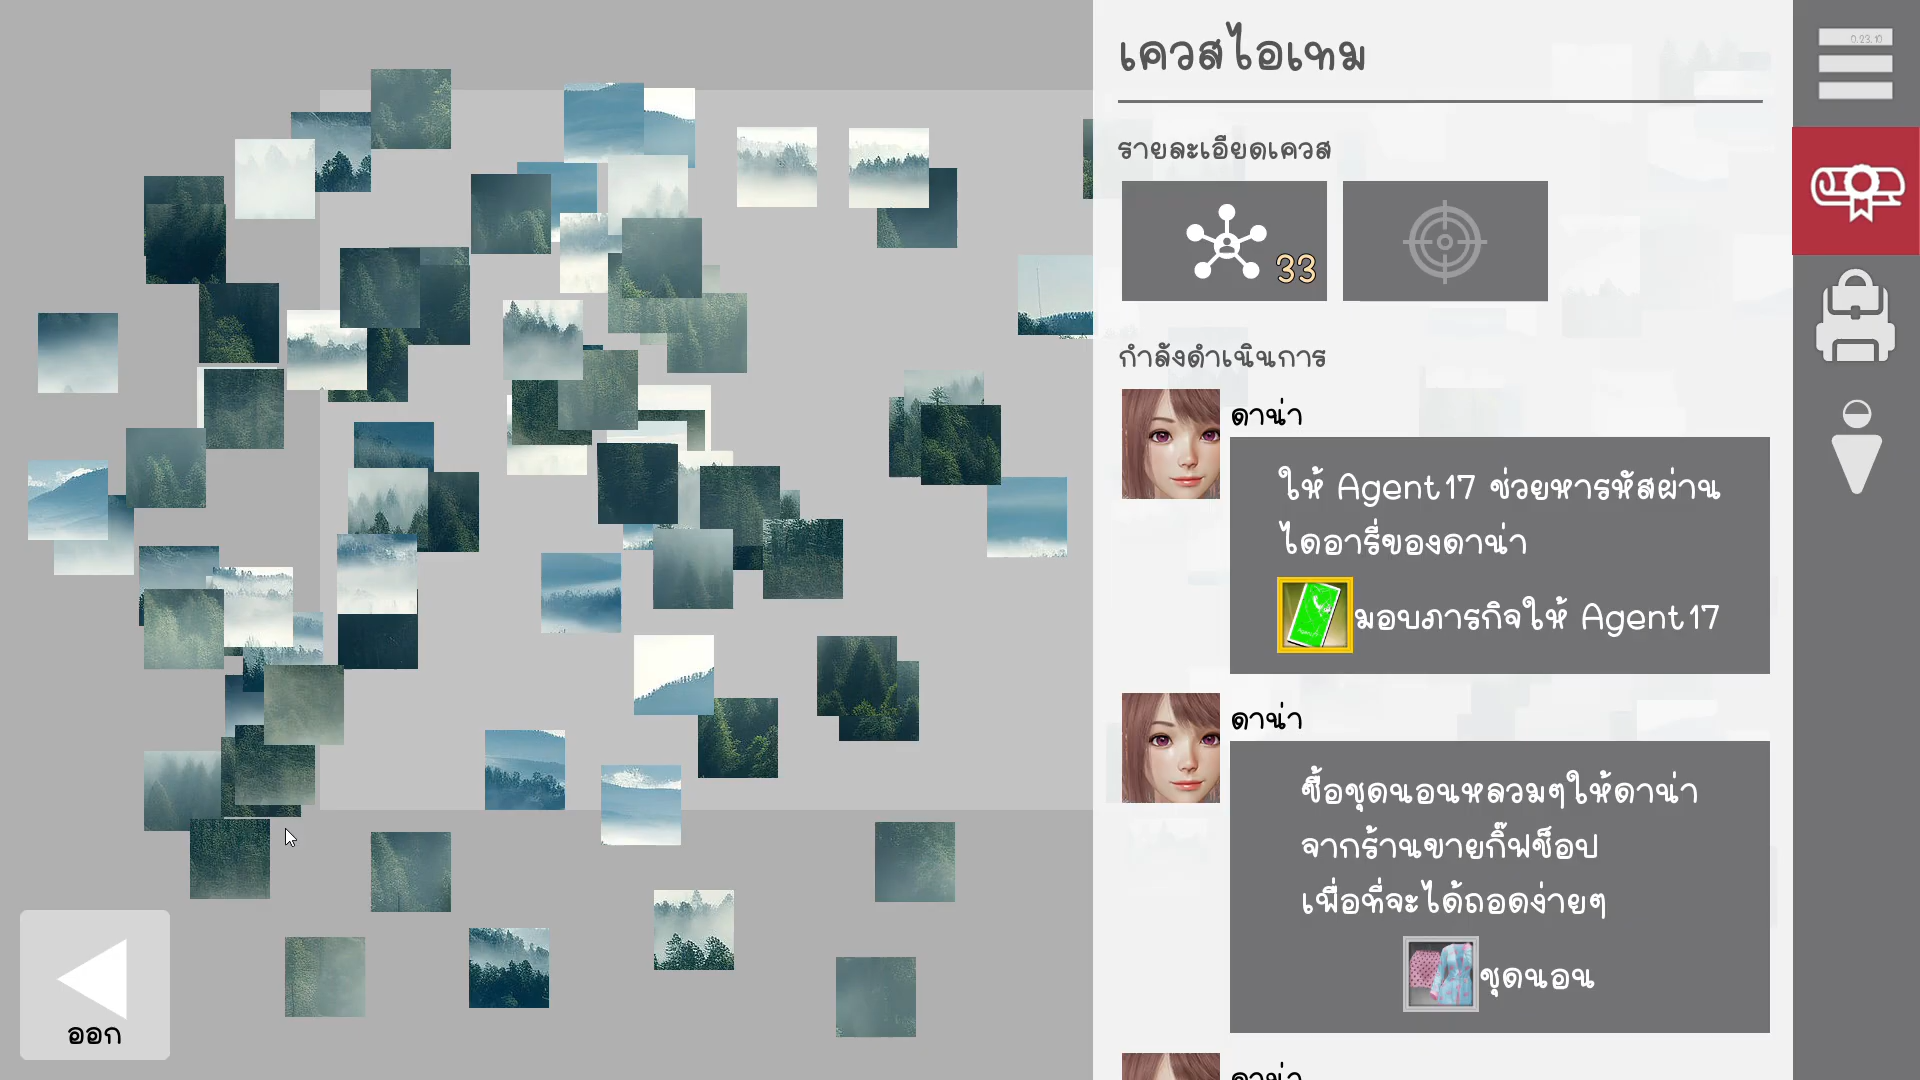 เควสไอเทม
0.23.10
รายละเอียดเควส
33
กำลังดำเนินการ
ดาน่า
ให้ Agent17 ช่วยหารหัสผ่าน
ไดอารี่ของดาน่า
มอบภารกิจให้ Agent17
ดาน่า
ซื้อชุดนอนหลวมๆให้ดาน่า
จากร้านขายกิ๊ฟช็อป
เพื่อที่จะได้ถอดง่ายๆ
ชุดนอน
ดาน่า
ออก